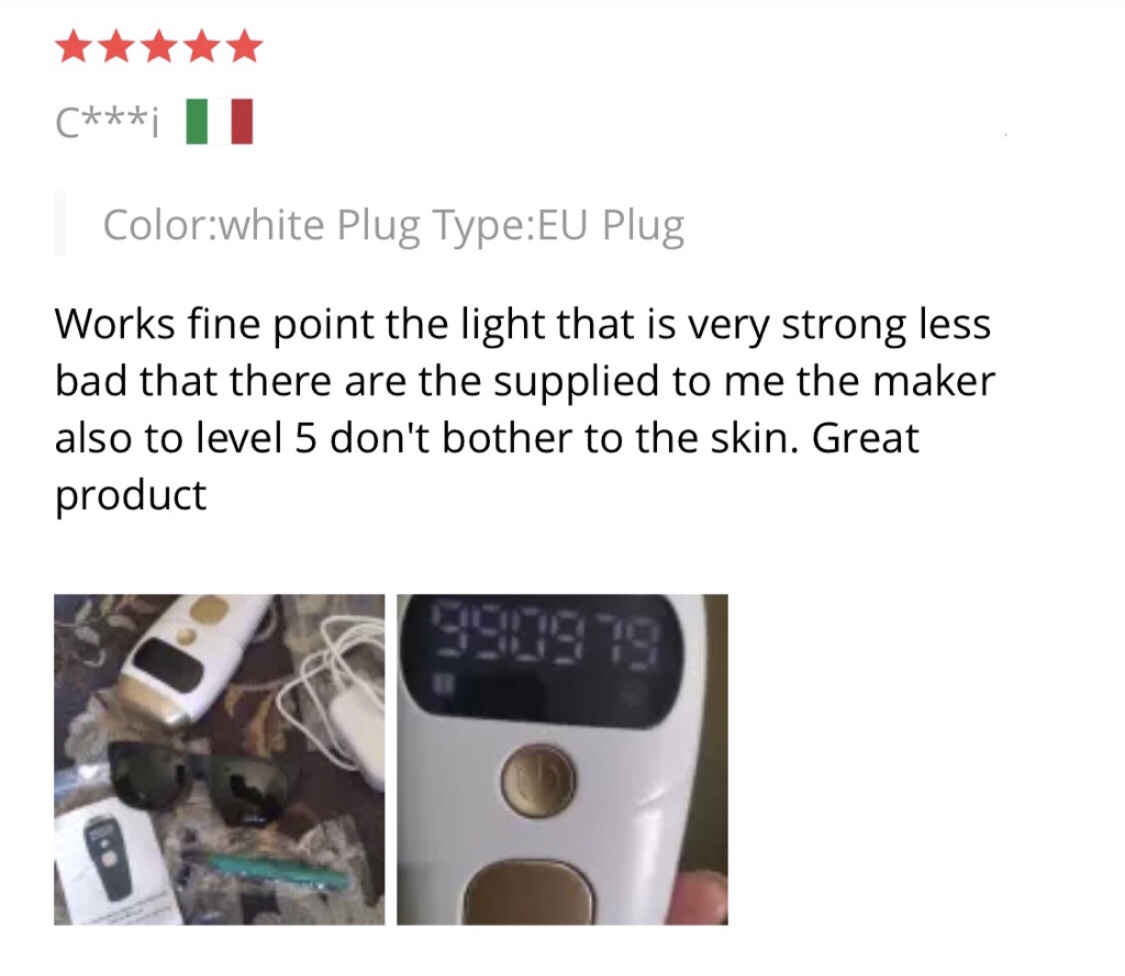 C***i
Color:white Plug Type:EU Plug
Works fine point the light that is very strong less
bad that there are the supplied to me the maker
also to level 5 don't bother to the skin. Great
product
990979